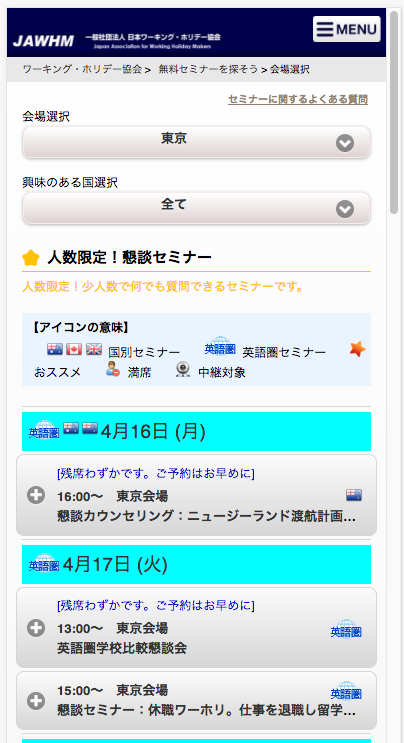 JAWHM 一般社団法人 日本ワーキング・ホリデー協会
Japan Association for Working Holiday Makers
MENU
ワーキング・ホリデー協会 > 無料セミナーを探そう > 会場選択
セミナーに関するよくある質問
会場選択
東京
興味のある国選択
全て
人数限定！懇談セミナー
人数限定！少人数で何でも質問できるセミナーです。
【アイコンの意味】
国別セミナー 英語圏 英語圏セミナー
おススメ 満席 中継対象
英語圏 4月16日 (月)
[残席わずかです。ご予約はお早めに]
16:00～ 東京会場
懇談カウンセリング：ニュージーランド渡航計画...
英語圏 4月17日 (火)
[残席わずかです。ご予約はお早めに]
13:00～ 東京会場 英語圏
英語圏学校比較懇談会
15:00～ 東京会場 英語圏
懇談セミナー：休職ワーホリ。仕事を退職し留学...